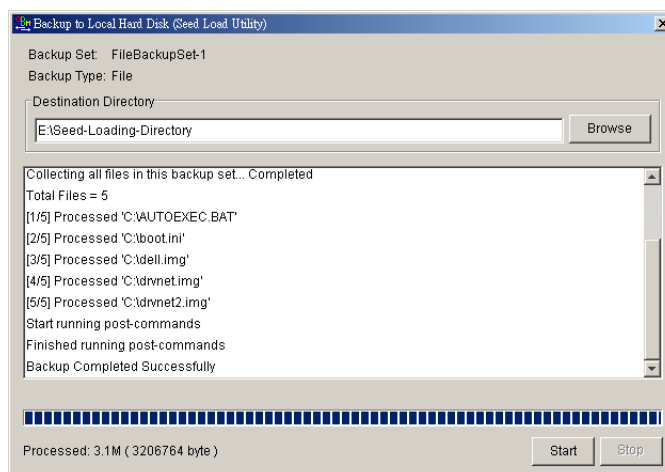 Backup to Local Hard Disk (Seed Load Utility)
Backup Set: FileBackupSet-1
Backup Type: File
Destination Directory
E:\Seed-Loading-Directory
Browse
Collecting all files in this backup set... Completed
Total Files = 5
[1/5] Processed 'C:\AUTOEXEC.BAT'
[2/5] Processed 'C:\boot.ini'
[3/5] Processed 'C:\dell.img'
[4/5] Processed 'C:\drvnet.img'
[5/5] Processed 'C:\drvnet2.img'
Start running post-commands
Finished running post-commands
Backup Completed Successfully
Processed: 3.1M ( 3206764 byte )
Start
Stop